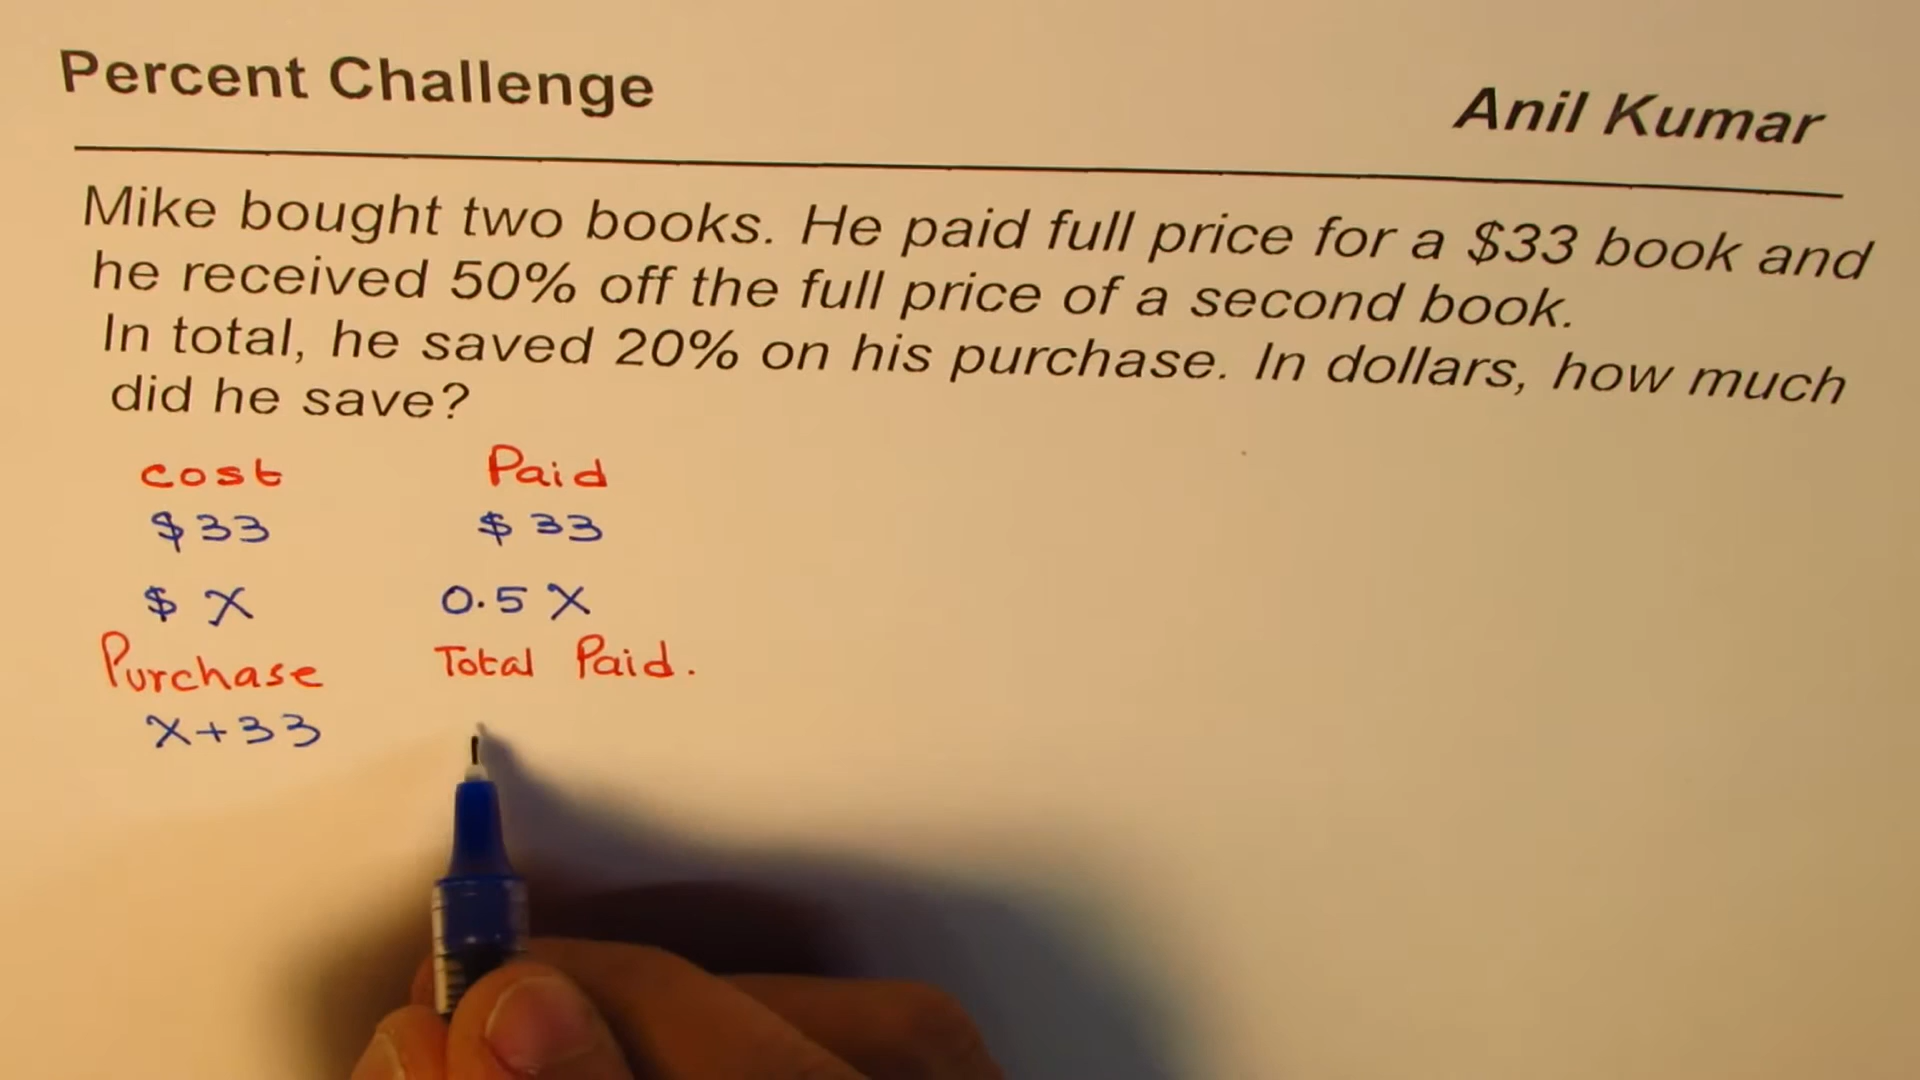 Percent Challenge
Anil Kumar
Mike bought two books. He paid full price for a $33 book and
he received 50% off the full price of a second book.
In total, he saved 20% on his purchase. In dollars, how much
did he save?
cost Paid
$33 $33
$ x 0.5 x
Purchase Total Paid.
x+33